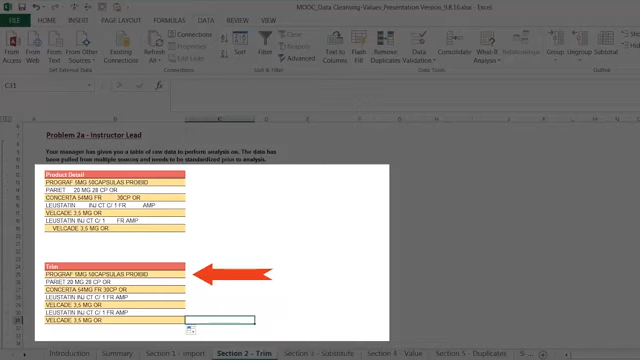 MOOC_Data Cleansing-Values_Presentation Version_9.8.16.xlsx - Excel
FILE HOME INSERT PAGE LAYOUT FORMULAS DATA REVIEW VIEW
From Access From Web From Text From Other Sources Existing Connections Refresh All Connections Properties Edit Links Sort Filter Clear Reapply Advanced Text to Columns Flash Fill Remove Duplicates Data Validation Consolidate What-If Analysis Relationships Group Ungroup Subtotal
Get External Data Connections Sort & Filter Data Tools Outline
C31
Problem 2a - Instructor Lead
Your manager has given you a table of raw data to perform analysis on. The data has
been pulled from multiple sources and needs to be standardized prior to analysis.
Product Detail
PROGRAF 5MG 50CAPSULAS PROIBID
PARIET 20 MG 28 CP OR
CONCERTA 54MG FR 30CP OR
LEUSTATIN INJ CT C/ 1 FR AMP
VELCADE 3,5 MG OR
LEUSTATIN INJ CT C/ 1 FR AMP
VELCADE 3,5 MG OR
Trim
PROGRAF 5MG 50CAPSULAS PROIBID
PARIET 20 MG 28 CP OR
CONCERTA 54MG FR 30CP OR
LEUSTATIN INJ CT C/ 1 FR AMP
VELCADE 3,5 MG OR
LEUSTATIN INJ CT C/ 1 FR AMP
VELCADE 3,5 MG OR
Introduction Summary Section 1 - Import Section 2 - Trim Section 3 - Substitute Section 4 - Value Section 5 - Text Section 6